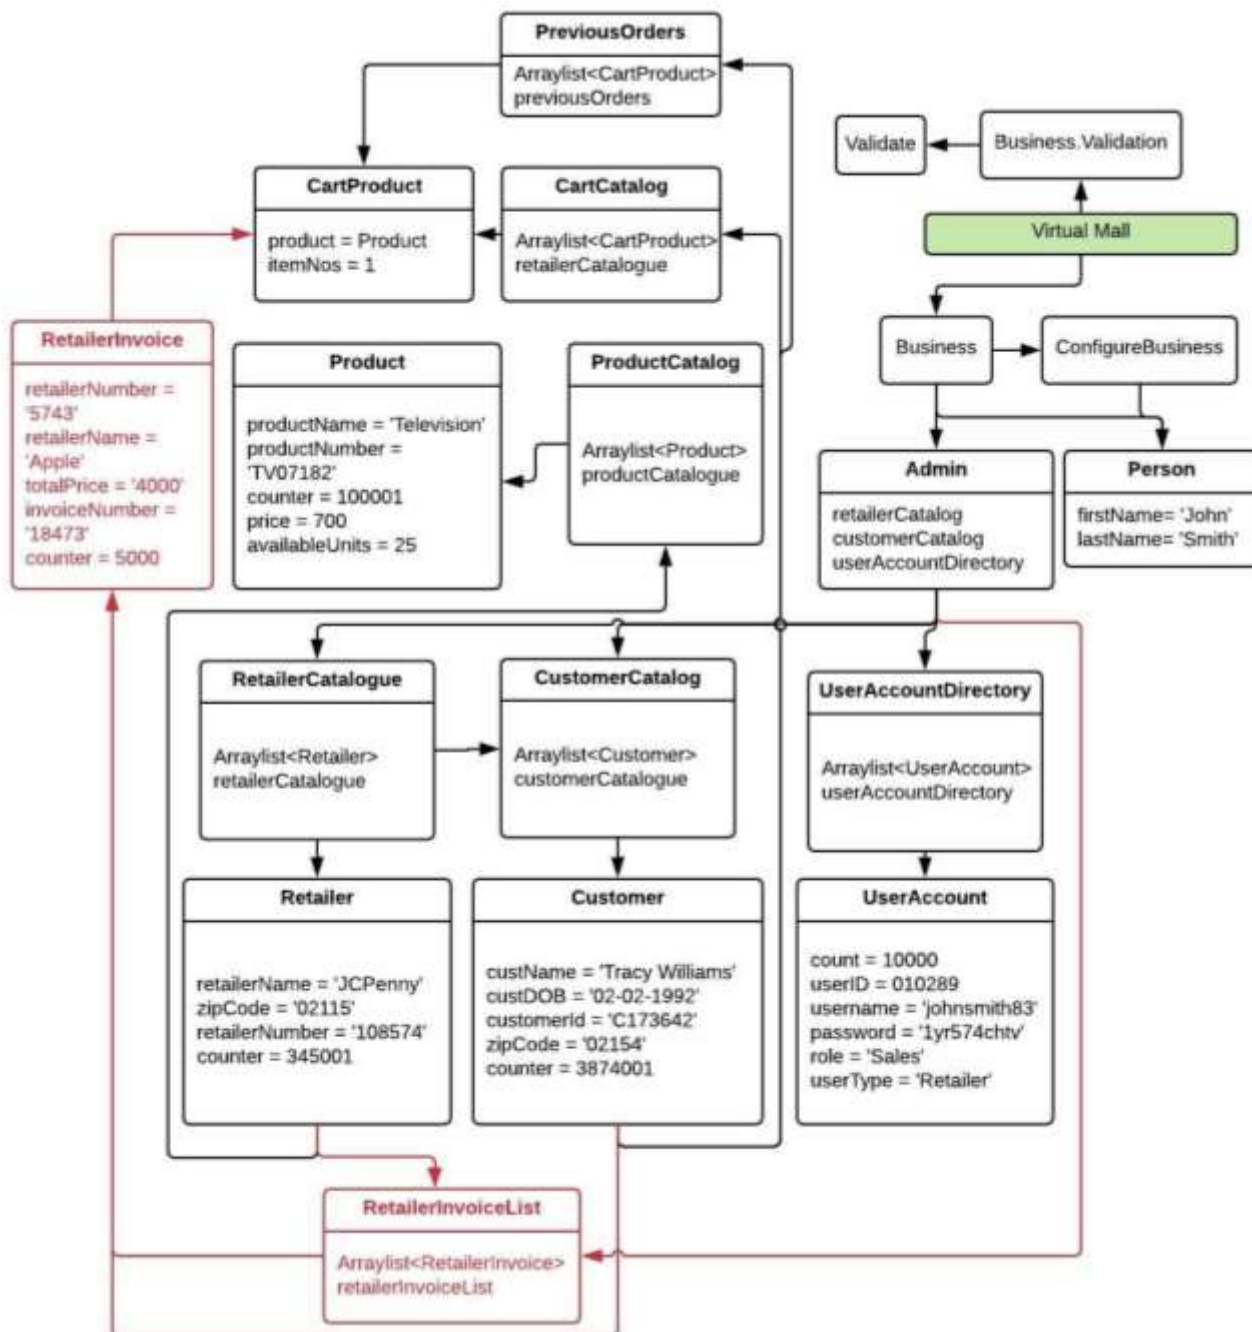 PreviousOrders
Arraylist<CartProduct>
previousOrders
Validate
Business.Validation
CartProduct
product = Product
itemNos = 1
CartCatalog
Arraylist<CartProduct>
retailerCatalogue
Virtual Mall
RetailerInvoice
retailerNumber =
'5743'
retailerName =
'Apple'
totalPrice = '4000'
invoiceNumber =
'18473'
counter = 5000
Product
productName = 'Television'
productNumber =
'TV07182'
counter = 100001
price = 700
availableUnits = 25
ProductCatalog
Arraylist<Product>
productCatalogue
Business
ConfigureBusiness
Admin
retailerCatalog
customerCatalog
userAccountDirectory
Person
firstName= 'John'
lastName= 'Smith'
RetailerCatalogue
Arraylist<Retailer>
retailerCatalogue
CustomerCatalog
Arraylist<Customer>
customerCatalogue
UserAccountDirectory
Arraylist<UserAccount>
userAccountDirectory
Retailer
retailerName = 'JCPenny'
zipCode = '02115'
retailerNumber = '108574'
counter = 345001
Customer
custName = 'Tracy Williams'
custDOB = '02-02-1992'
customerId = 'C173642'
zipCode = '02154'
counter = 3874001
UserAccount
count = 10000
userID = 010289
username = 'johnsmith83'
password = '1yr574chtv'
role = 'Sales'
userType = 'Retailer'
RetailerInvoiceList
Arraylist<RetailerInvoice>
retailerInvoiceList